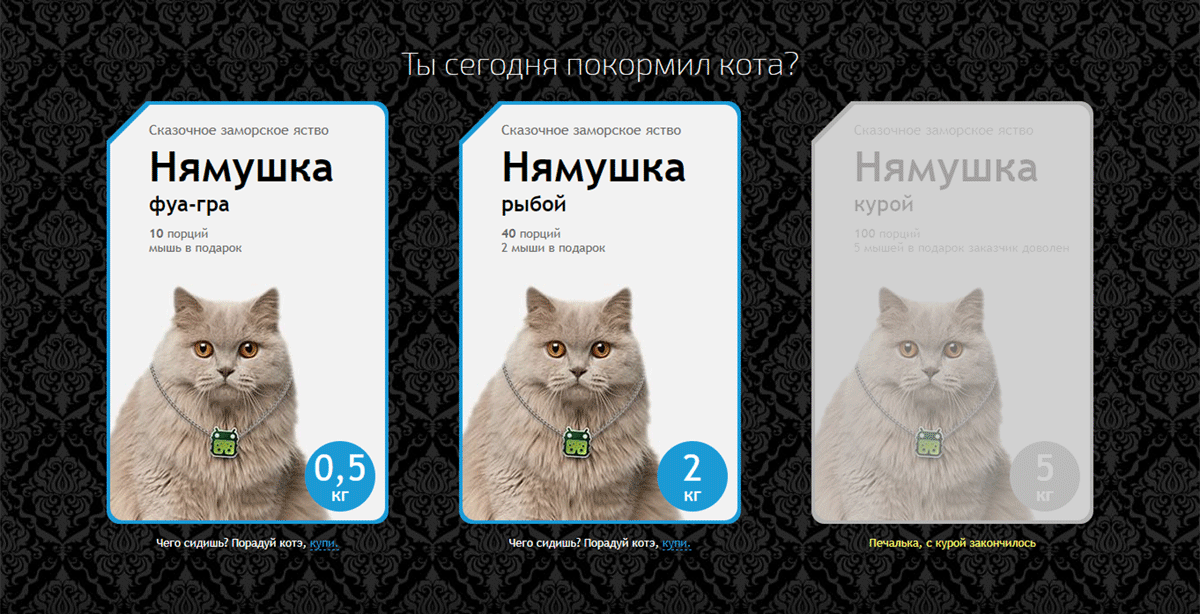 Ты сегодня покормил кота?
Сказочное заморское яство
Нямушка
фуа-гра
10 порций
мышь в подарок
0,5
кг
Чего сидишь? Порадуй котэ, купи.
Сказочное заморское яство
Нямушка
рыбой
40 порций
2 мыши в подарок
2
кг
Чего сидишь? Порадуй котэ, купи.
Сказочное заморское яство
Нямушка
курой
100 порций
5 мышей в подарок заказчик доволен
5
кг
Печалька, с курой закончилось